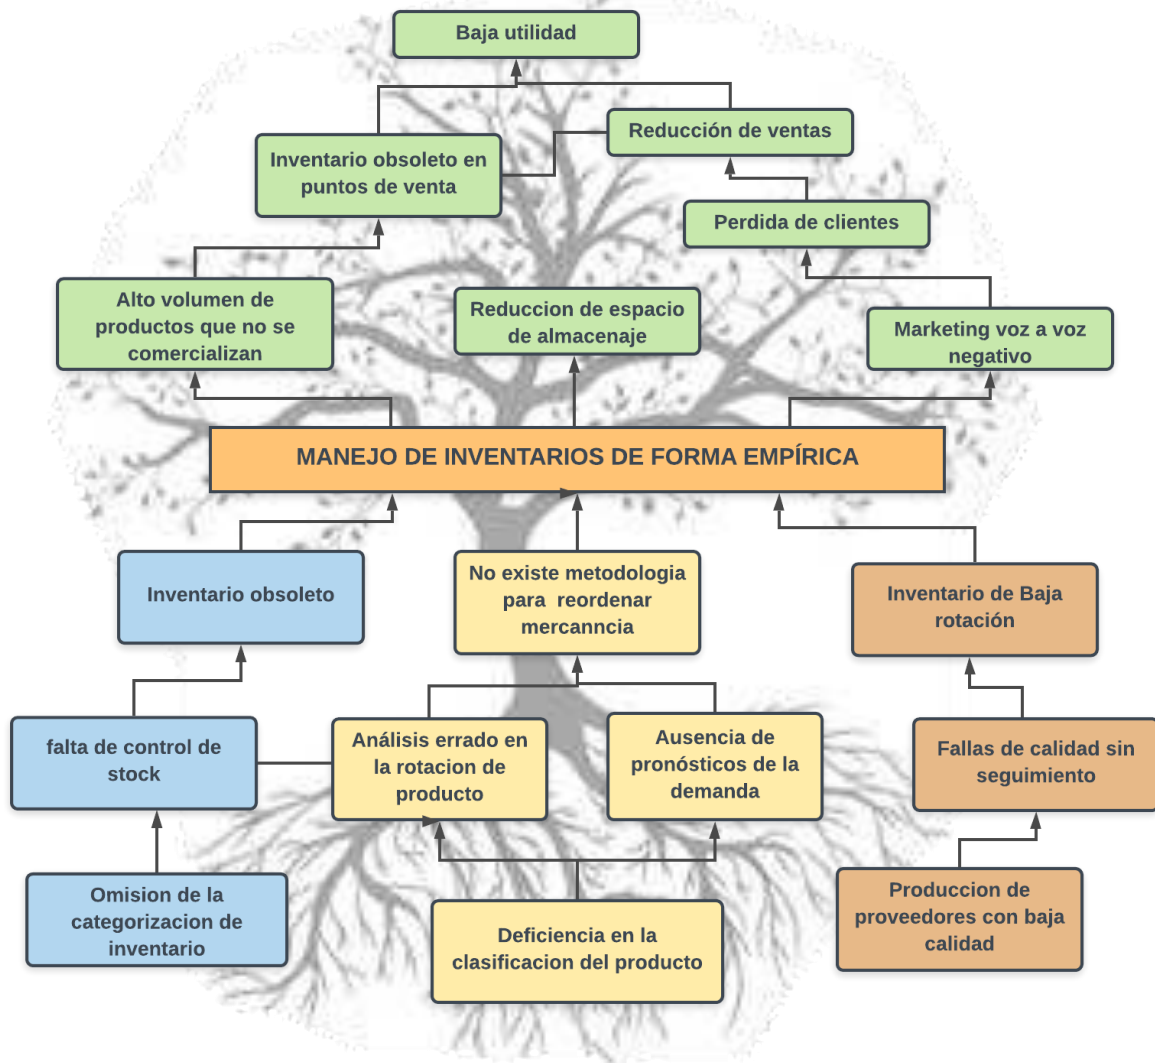 Baja utilidad
Reducción de ventas
Inventario obsoleto en
puntos de venta
Perdida de clientes
Alto volumen de
productos que no se
comercializan
Reduccion de espacio
de almacenaje
Marketing voz a voz
negativo
MANEJO DE INVENTARIOS DE FORMA EMPÍRICA
Inventario obsoleto
No existe metodologia
para reordenar
mercanncia
Inventario de Baja
rotación
falta de control de
stock
Análisis errado en
la rotacion de
producto
Ausencia de
pronósticos de la
demanda
Fallas de calidad sin
seguimiento
Omision de la
categorizacion de
inventario
Deficiencia en la
clasificacion del producto
Produccion de
proveedores con baja
calidad